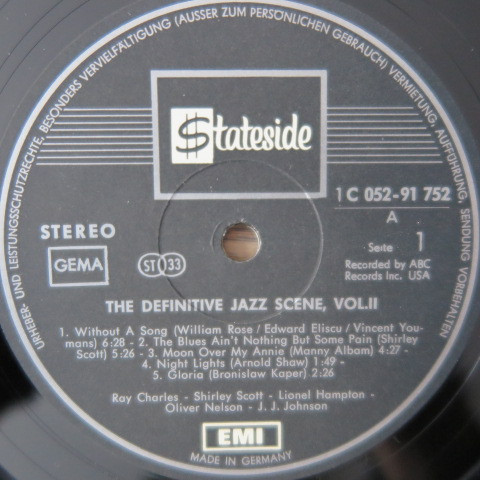 URHEBER- UND LEISTUNGSSCHUTZRECHTE, BESONDERS VERVIELFÄLTIGUNG (AUSSER ZUM PERSÖNLICHEN GEBRAUCH) VERMIETUNG, AUFFÜHRUNG, SENDUNG VORBEHALTEN
$tateside
1 C 052-91 752
A
STEREO
Seite 1
GEMA
ST 33
Recorded by ABC
Records Inc. USA
THE DEFINITIVE JAZZ SCENE, VOL.II
1. Without A Song (William Rose / Edward Eliscu / Vincent You-
mans) 6:28 - 2. The Blues Ain't Nothing But Some Pain (Shirley
Scott) 5:26 - 3. Moon Over My Annie (Manny Albam) 4:27 -
4. Night Lights (Arnold Shaw) 1:49 -
5. Gloria (Bronislaw Kaper) 2:26
Ray Charles - Shirley Scott - Lionel Hampton -
Oliver Nelson - J. J. Johnson
EMI
MADE IN GERMANY